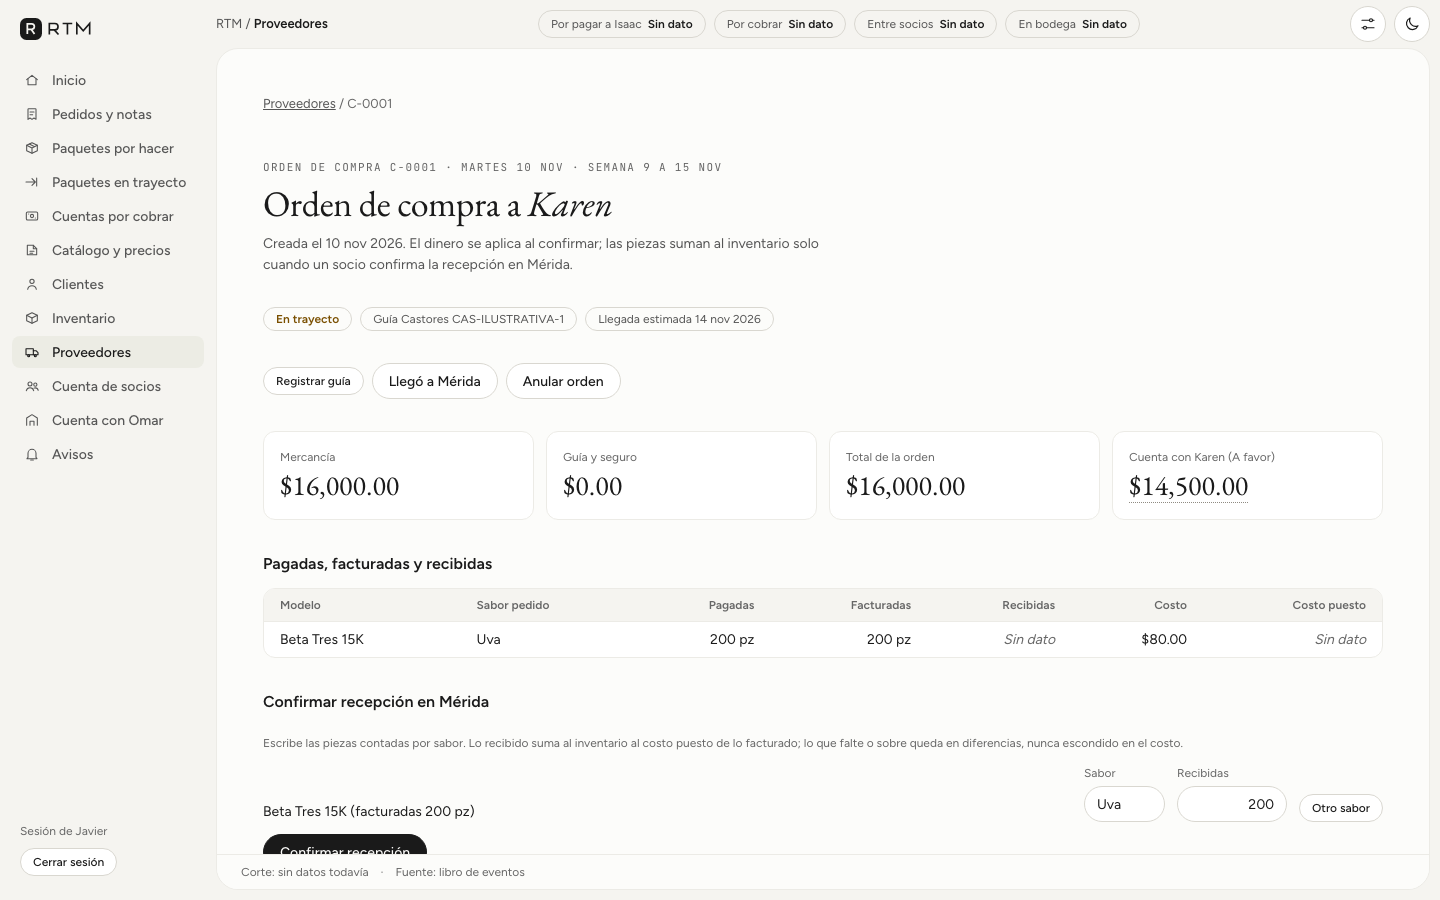 R RTM
RTM / Proveedores
Por pagar a Isaac Sin dato
Por cobrar Sin dato
Entre socios Sin dato
En bodega Sin dato
Inicio
Pedidos y notas
Paquetes por hacer
Paquetes en trayecto
Cuentas por cobrar
Catálogo y precios
Clientes
Inventario
Proveedores
Cuenta de socios
Cuenta con Omar
Avisos
Sesión de Javier
Cerrar sesión
Proveedores / C-0001
ORDEN DE COMPRA C-0001 · MARTES 10 NOV · SEMANA 9 A 15 NOV
Orden de compra a Karen
Creada el 10 nov 2026. El dinero se aplica al confirmar; las piezas suman al inventario solo
cuando un socio confirma la recepción en Mérida.
En trayecto
Guía Castores CAS-ILUSTRATIVA-1
Llegada estimada 14 nov 2026
Registrar guía
Llegó a Mérida
Anular orden
Mercancía
$16,000.00
Guía y seguro
$0.00
Total de la orden
$16,000.00
Cuenta con Karen (A favor)
$14,500.00
Pagadas, facturadas y recibidas
Modelo Sabor pedido Pagadas Facturadas Recibidas Costo Costo puesto
Beta Tres 15K Uva 200 pz 200 pz Sin dato $80.00 Sin dato
Confirmar recepción en Mérida
Escribe las piezas contadas por sabor. Lo recibido suma al inventario al costo puesto de lo facturado; lo que falte o sobre queda en diferencias, nunca escondido en el costo.
Sabor Recibidas
Beta Tres 15K (facturadas 200 pz) Uva 200 Otro sabor
Confirmar recepción
Corte: sin datos todavía · Fuente: libro de eventos